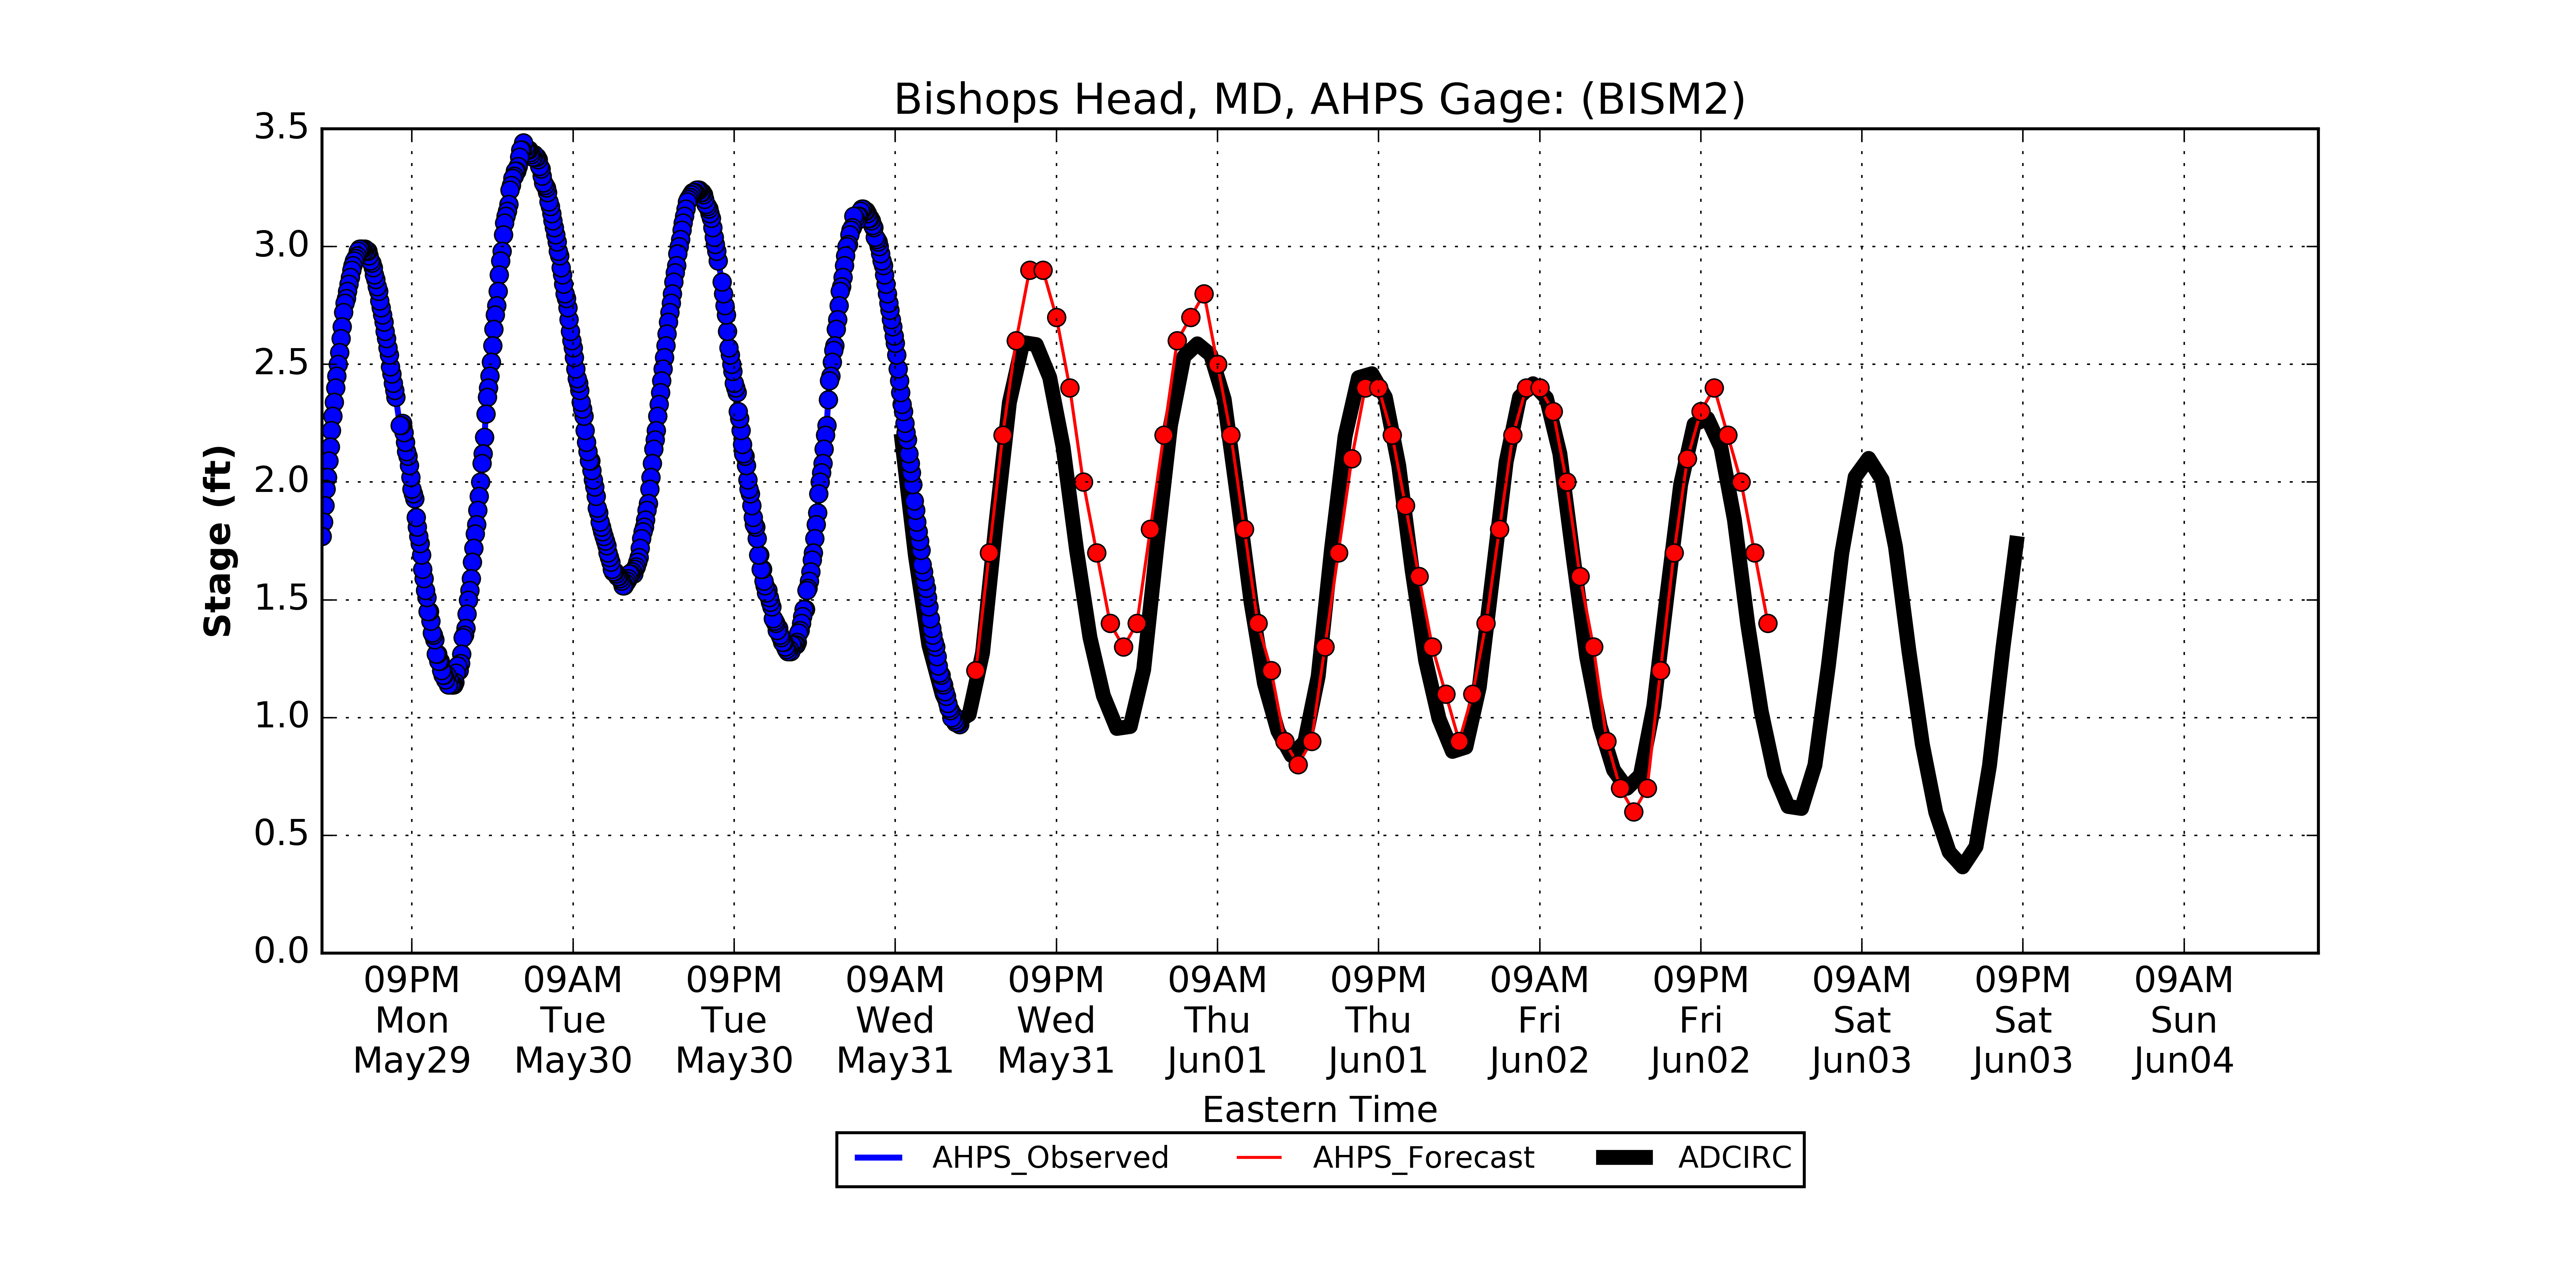 Bishops Head, MD, AHPS Gage: (BISM2)
Stage (ft)
3.5
3.0
2.5
2.0
1.5
1.0
0.5
0.0
09PM 09AM 09PM 09AM 09PM 09AM 09PM 09AM 09PM 09AM 09PM 09AM
Mon Tue Tue Wed Wed Thu Thu Fri Fri Sat Sat Sun
May29 May30 May30 May31 May31 Jun01 Jun01 Jun02 Jun02 Jun03 Jun03 Jun04
Eastern Time
AHPS_Observed AHPS_Forecast ADCIRC